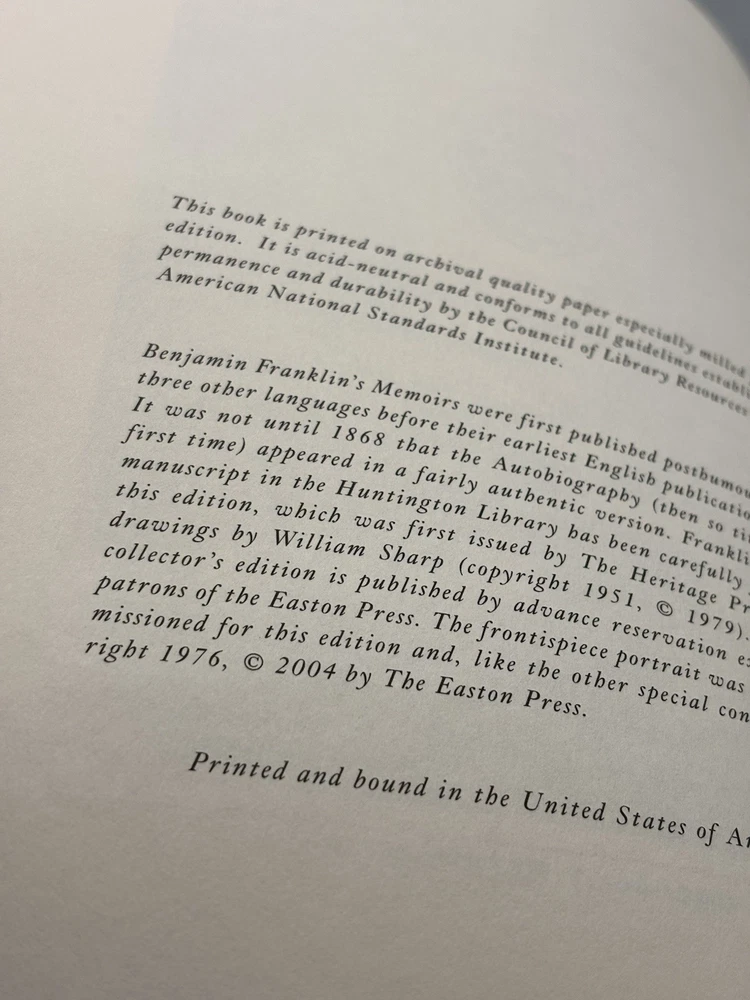 This book is printed on archival quality paper especially milled
edition. It is acid-neutral and conforms to all guidelines establi
permanence and durability by the Council of Library Resources
American National Standards Institute.
Benjamin Franklin's Memoirs were first published posthumou
three other languages before their earliest English publicatio
It was not until 1868 that the Autobiography (then so tit
first time) appeared in a fairly authentic version. Frankli
manuscript in the Huntington Library has been carefully
this edition, which was first issued by The Heritage Pr
drawings by William Sharp (copyright 1951, © 1979).
collector's edition is published by advance reservation e
patrons of the Easton Press. The frontispiece portrait was
missioned for this edition and, like the other special con
right 1976, © 2004 by The Easton Press.
Printed and bound in the United States of A